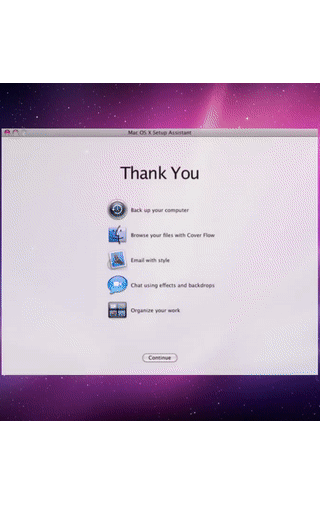 Mac OS X Setup Assistant
Thank You
Back up your computer
Browse your files with Cover Flow
Email with style
Chat using effects and backdrops
Organize your work
Continue